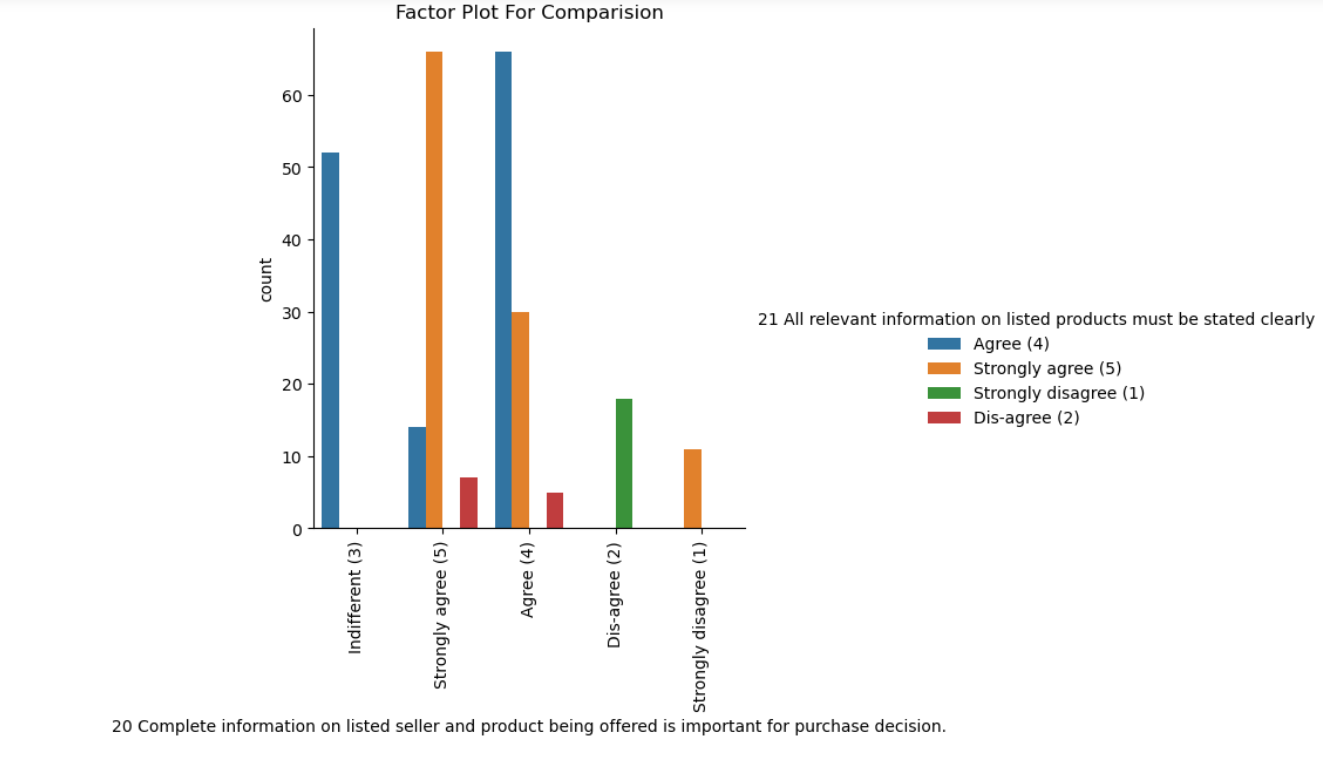 Factor Plot For Comparision
60
50
40
30
20
10
0
count
Indifferent (3)
Strongly agree (5)
Agree (4)
Dis-agree (2)
Strongly disagree (1)
20 Complete information on listed seller and product being offered is important for purchase decision.
21 All relevant information on listed products must be stated clearly
Agree (4)
Strongly agree (5)
Strongly disagree (1)
Dis-agree (2)